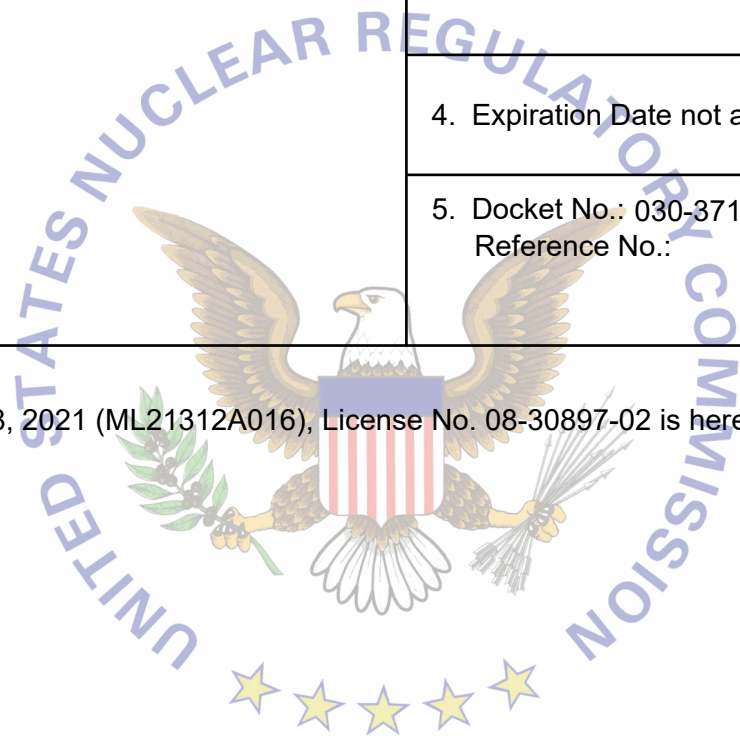 UNITED STATES NUCLEAR REGULATORY COMMISSION
4. Expiration Date not a
5. Docket No.: 030-371
Reference No.:
, 2021 (ML21312A016), License No. 08-30897-02 is here